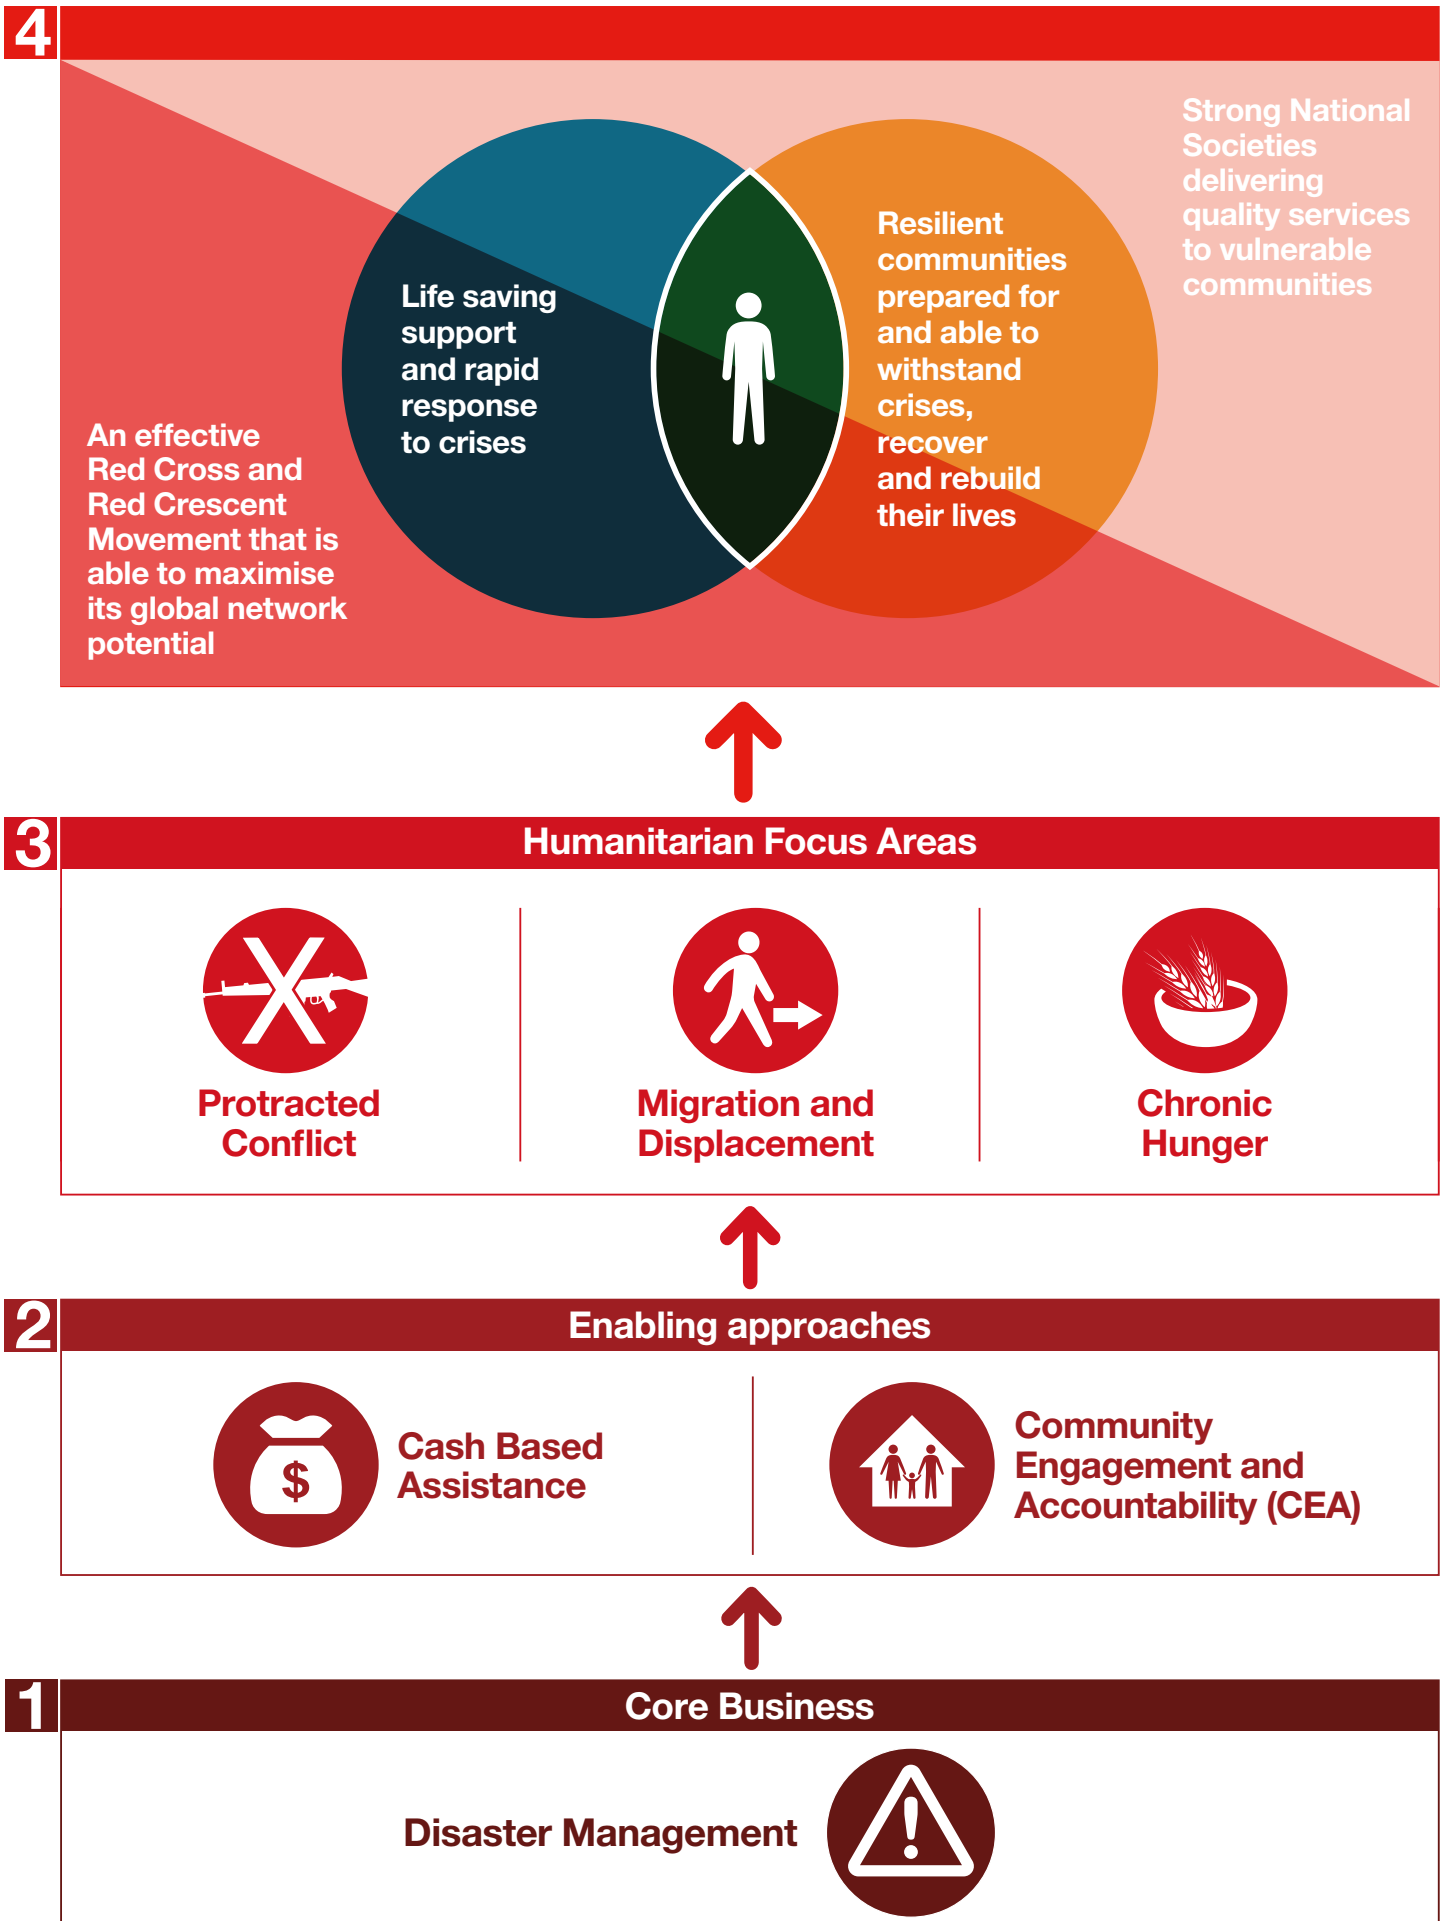 4
Strong National
Societies
delivering
quality services
to vulnerable
communities
Resilient
communities
prepared for
and able to
withstand
crises,
recover
and rebuild
their lives
Life saving
support
and rapid
response
to crises
An effective
Red Cross and
Red Crescent
Movement that is
able to maximise
its global network
potential
3
Humanitarian Focus Areas
Protracted
Conflict
Migration and
Displacement
Chronic
Hunger
2
Enabling approaches
$
Cash Based
Assistance
Community
Engagement and
Accountability (CEA)
1
Core Business
Disaster Management